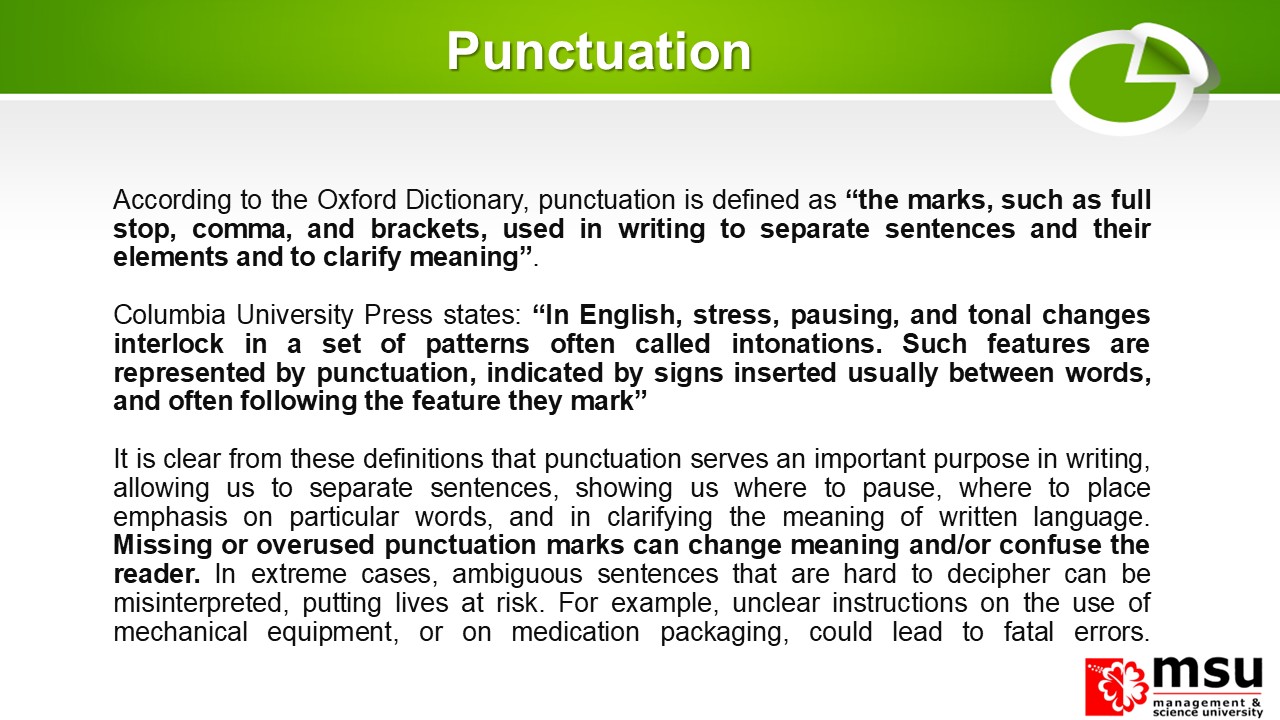 Punctuation
According to the Oxford Dictionary, punctuation is defined as “the marks, such as full
stop, comma, and brackets, used in writing to separate sentences and their
elements and to clarify meaning”.
Columbia University Press states: “In English, stress, pausing, and tonal changes
interlock in a set of patterns often called intonations. Such features are
represented by punctuation, indicated by signs inserted usually between words,
and often following the feature they mark”
It is clear from these definitions that punctuation serves an important purpose in writing,
allowing us to separate sentences, showing us where to pause, where to place
emphasis on particular words, and in clarifying the meaning of written language.
Missing or overused punctuation marks can change meaning and/or confuse the
reader. In extreme cases, ambiguous sentences that are hard to decipher can be
misinterpreted, putting lives at risk. For example, unclear instructions on the use of
mechanical equipment, or on medication packaging, could lead to fatal errors.
msu
management &
science university